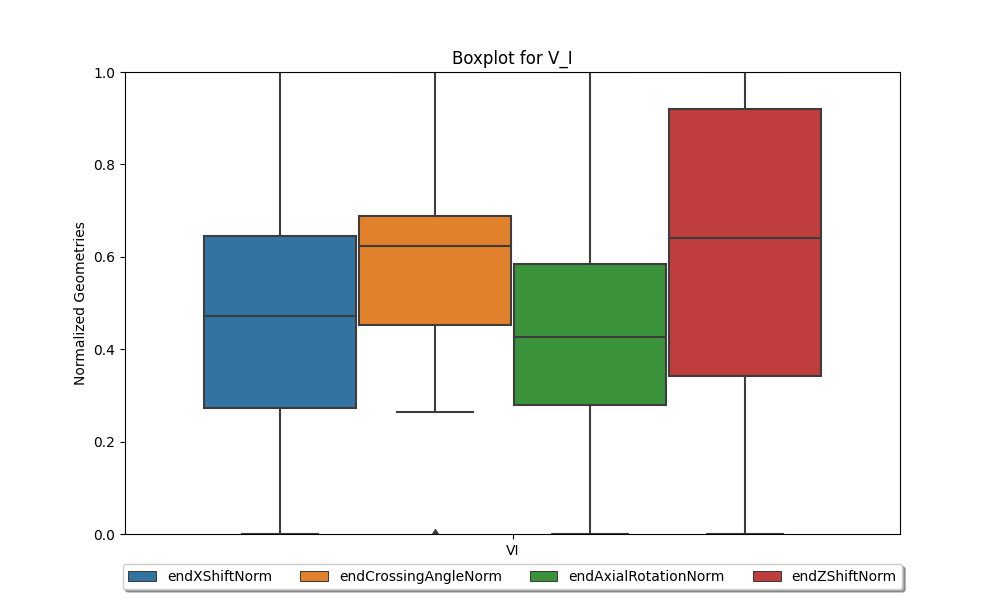 Boxplot for V_I
Normalized Geometries
1.0
0.8
0.6
0.4
0.2
0.0
VI
endXShiftNorm endCrossingAngleNorm endAxialRotationNorm endZShiftNorm